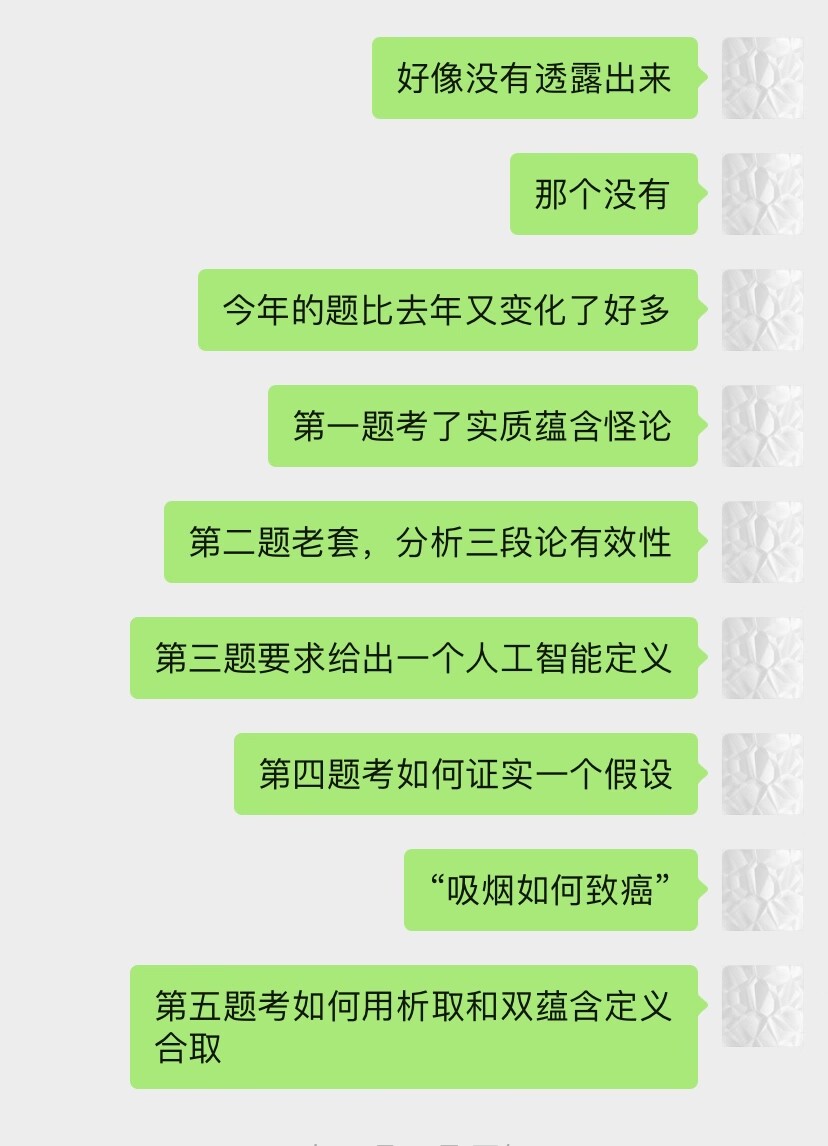 好像没有透露出来
那个没有
今年的题比去年又变化了好多
第一题考了实质蕴含怪论
第二题老套，分析三段论有效性
第三题要求给出一个人工智能定义
第四题考如何证实一个假设
“吸烟如何致癌”
第五题考如何用析取和双蕴含定义
合取